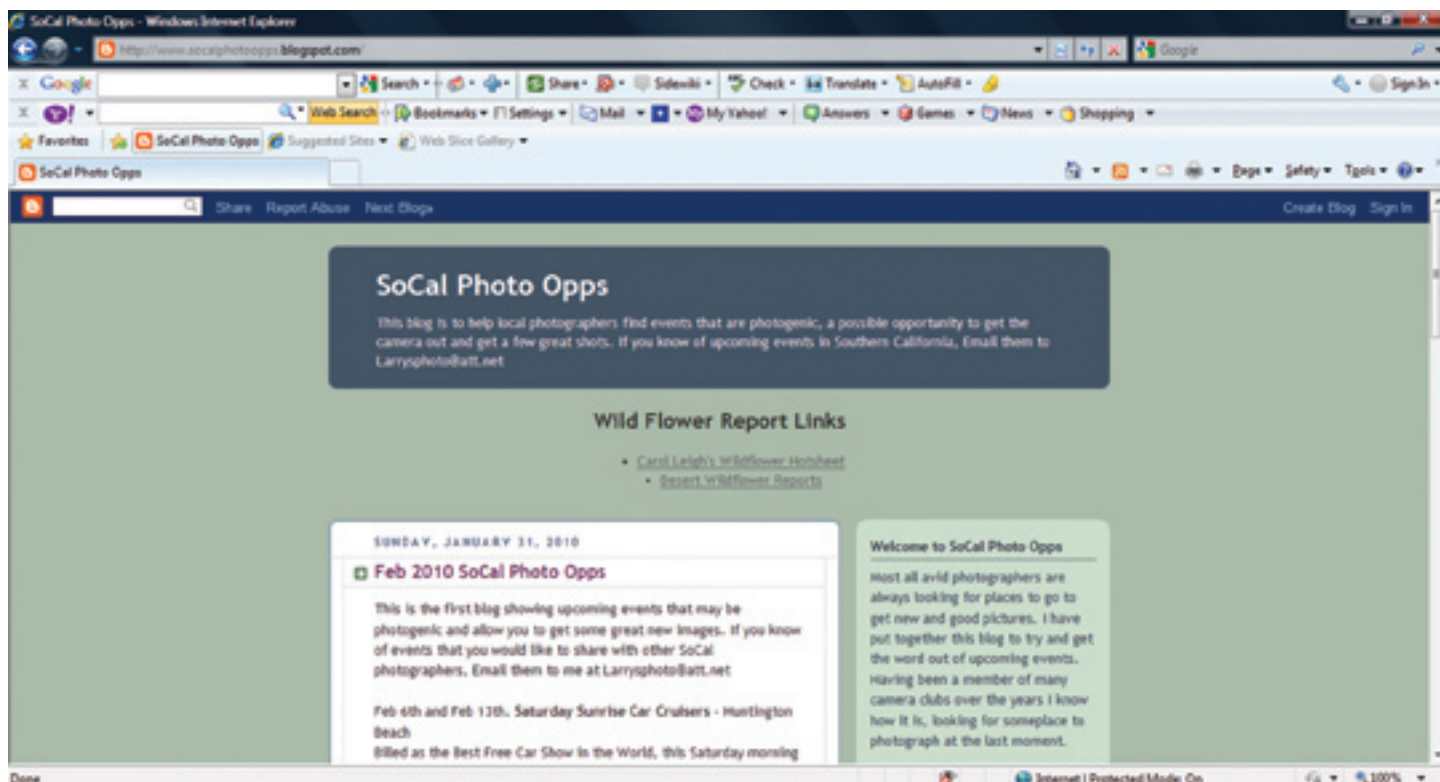 SoCal Photo Opps - Windows Internet Explorer
http://www.socalphotoopps.blogspot.com/
Google
X Google Search Share Sidewiki Check Translate AutoFill Sign In
X Y! Web Search Bookmarks Settings Mail My Yahoo! Answers Games News Shopping
Favorites SoCal Photo Opps Suggested Sites Web Slice Gallery
SoCal Photo Opps Page Safety Tools
Share Report Abuse Next Blog» Create Blog Sign In
SoCal Photo Opps
This blog is to help local photographers find events that are photogenic, a possible opportunity to get the
camera out and get a few great shots. If you know of upcoming events in Southern California, Email them to
Larrysphoto@att.net
Wild Flower Report Links
• Carol Leigh's Wildflower Hotsheet
• Desert Wildflower Reports
SUNDAY, JANUARY 31, 2010
Feb 2010 SoCal Photo Opps
This is the first blog showing upcoming events that may be
photogenic and allow you to get some great new images. If you know
of events that you would like to share with other SoCal
photographers, Email them to me at Larrysphoto@att.net
Feb 6th and Feb 13th, Saturday Sunrise Car Cruisers - Huntington
Beach
Billed as the Best Free Car Show in the World, this Saturday morning
Welcome to SoCal Photo Opps
Most all avid photographers are
always looking for places to go to
get new and good pictures. I have
put together this blog to try and get
the word out of upcoming events.
Having been a member of many
camera clubs over the years I know
how it is, looking for someplace to
photograph at the last moment.
Done Internet | Protected Mode: On 100%